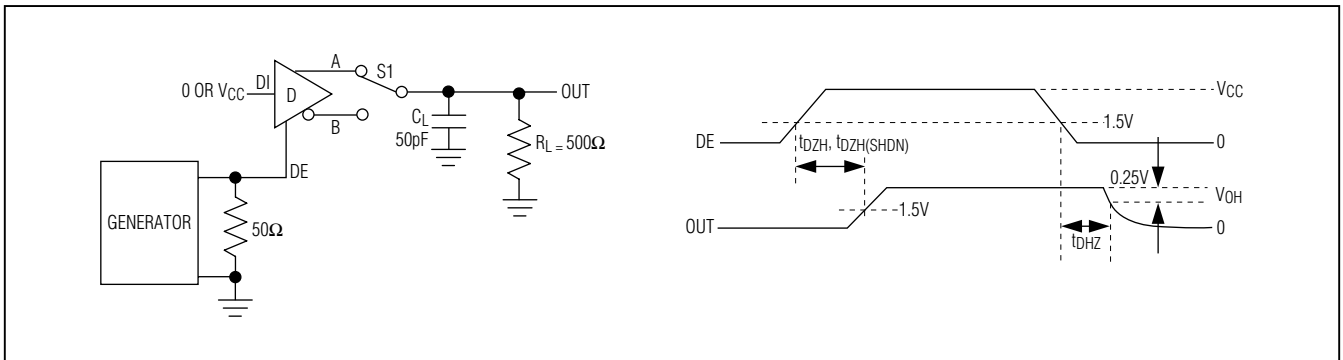 A
S1
0 OR VCC
DI
D
OUT
B
CL
50pF
RL = 500Ω
DE
GENERATOR
50Ω
VCC
1.5V
DE
0
tDZH, tDZH(SHDN)
0.25V
VOH
1.5V
OUT
0
tDHZ